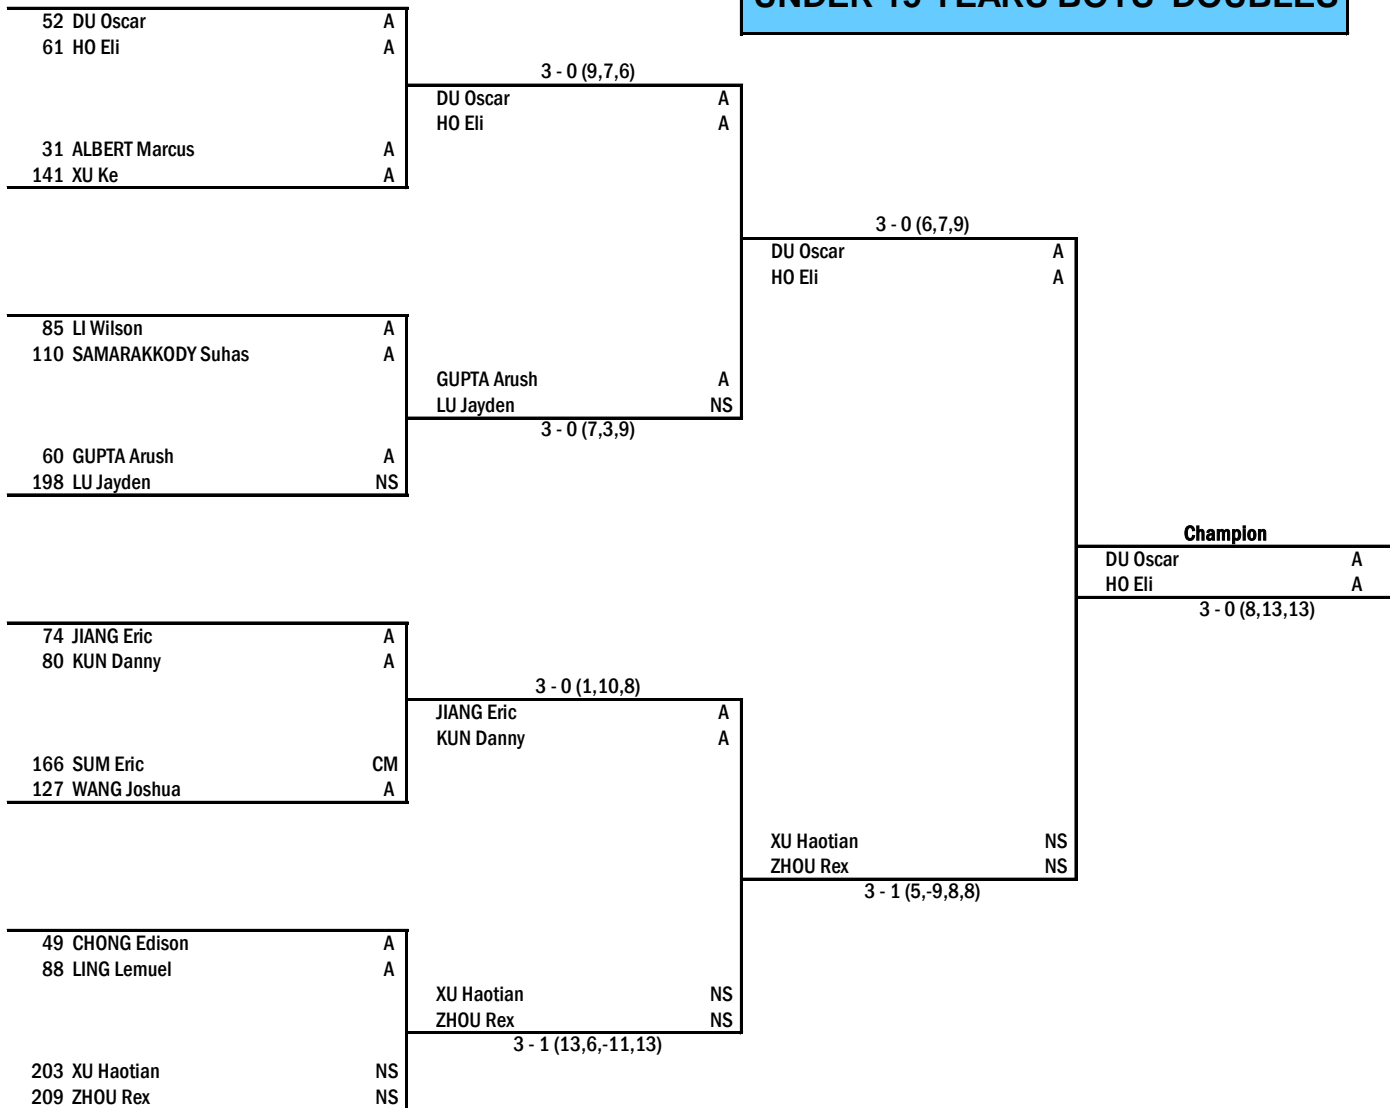 UNDER YEARS BOYS' DOUBLES
52 DU Oscar A
61 HO Eli A
3 - 0 (9,7,6)
DU Oscar A
HO Eli A
31 ALBERT Marcus A
141 XU Ke A
3 - 0 (6,7,9)
DU Oscar A
HO Eli A
85 LI Wilson A
110 SAMARAKKODY Suhas A
GUPTA Arush A
LU Jayden NS
3 - 0 (7,3,9)
60 GUPTA Arush A
198 LU Jayden NS
Champion
DU Oscar A
HO Eli A
3 - 0 (8,13,13)
74 JIANG Eric A
80 KUN Danny A
3 - 0 (1,10,8)
JIANG Eric A
KUN Danny A
166 SUM Eric CM
127 WANG Joshua A
XU Haotian NS
ZHOU Rex NS
3 - 1 (5,-9,8,8)
49 CHONG Edison A
88 LING Lemuel A
XU Haotian NS
ZHOU Rex NS
3 - 1 (13,6,-11,13)
203 XU Haotian NS
209 ZHOU Rex NS